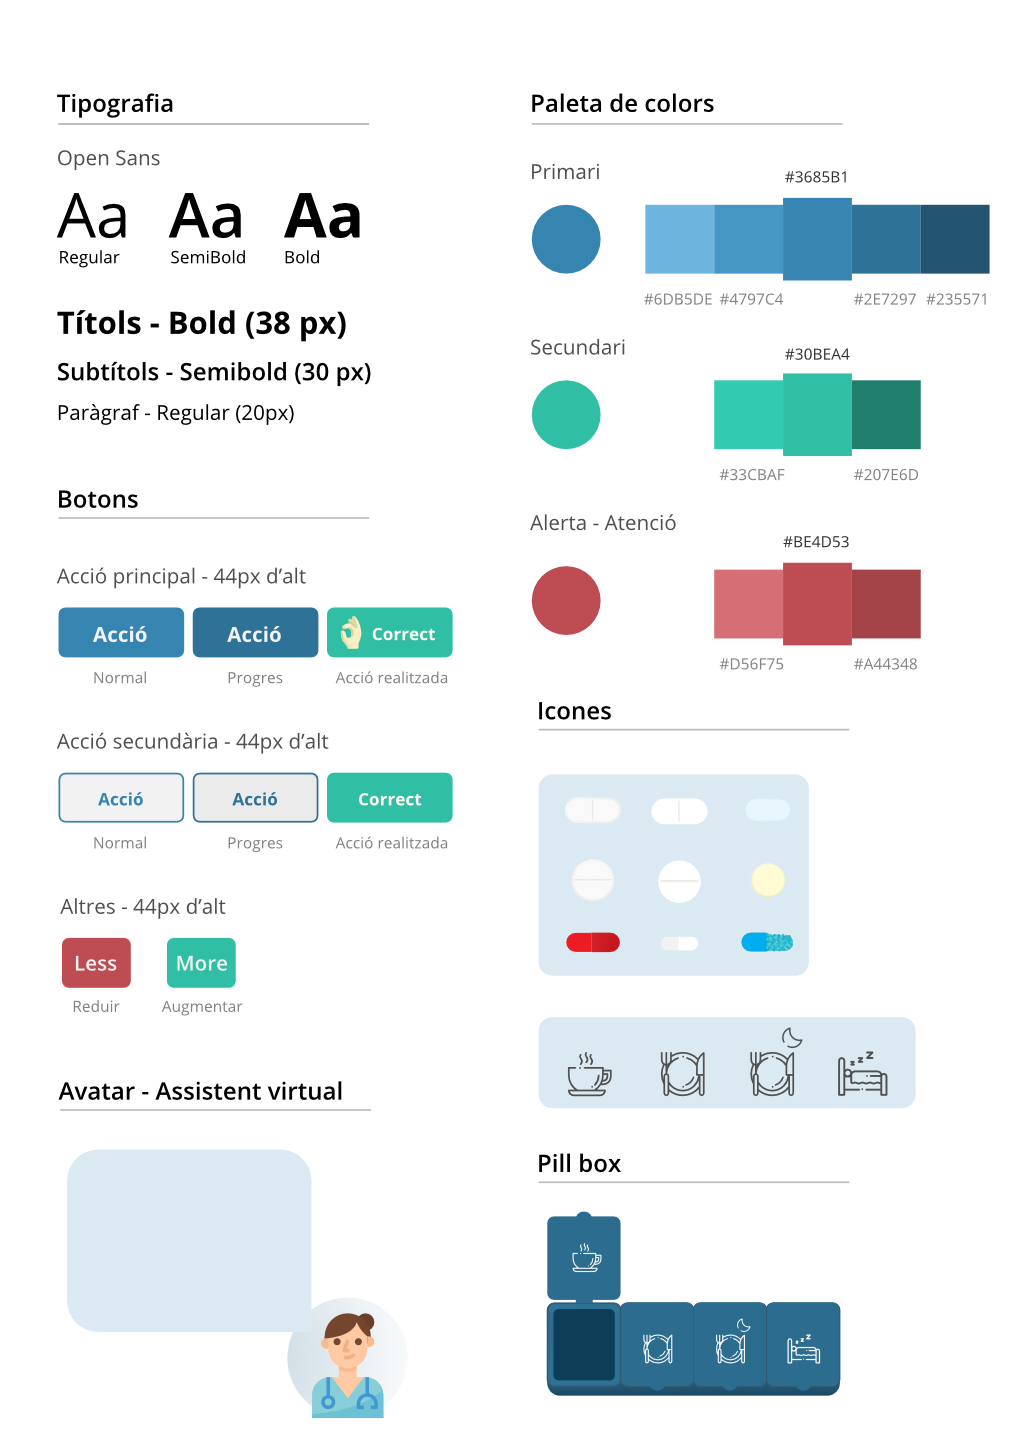 Tipografia
Open Sans
Aa Aa Aa
Regular SemiBold Bold
Títols - Bold (38 px)
Subtítols - Semibold (30 px)
Paràgraf - Regular (20px)
Botons
Acció principal - 44px d’alt
Acció Acció Correct
Normal Progres Acció realitzada
Acció secundària - 44px d’alt
Acció Acció Correct
Normal Progres Acció realitzada
Altres - 44px d’alt
Less More
Reduir Augmentar
Avatar - Assistent virtual
Paleta de colors
Primari
#3685B1
#6DB5DE #4797C4 #2E7297 #235571
Secundari
#30BEA4
#33CBAF #207E6D
Alerta - Atenció
#BE4D53
#D56F75 #A44348
Icones
z z Z
Pill box
z z Z